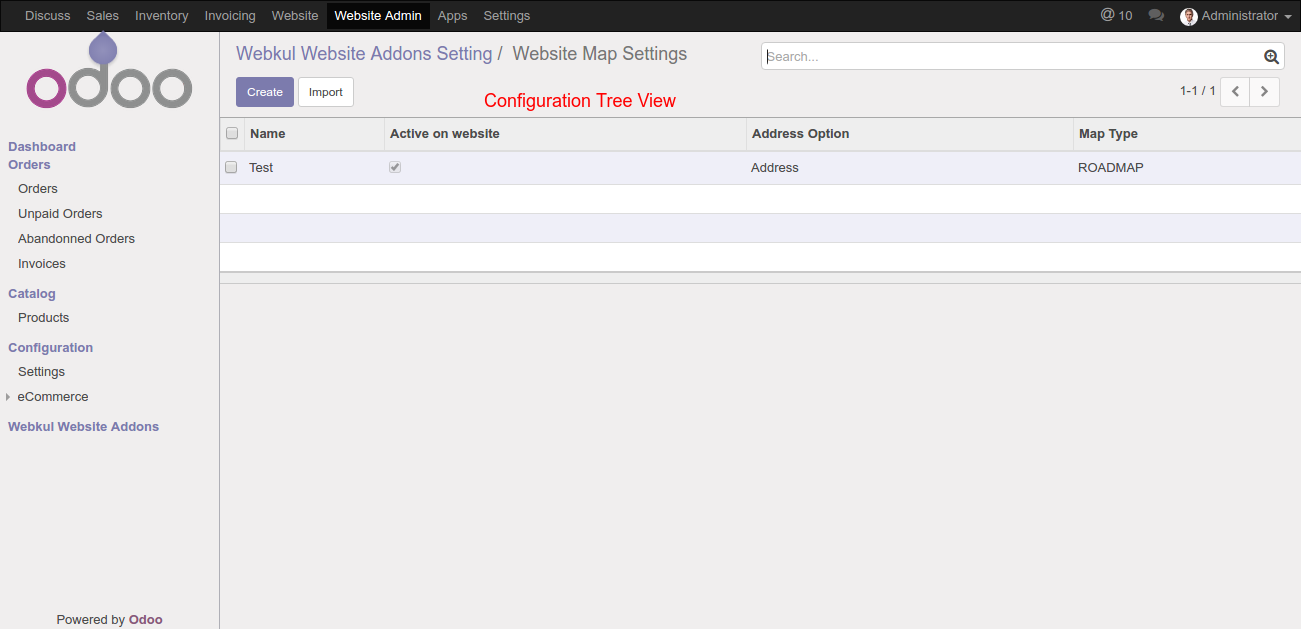 Discuss Sales Inventory Invoicing Website Website Admin Apps Settings @ 10 Administrator
odoo
Dashboard
Orders
Orders
Unpaid Orders
Abandonned Orders
Invoices
Catalog
Products
Configuration
Settings
eCommerce
Webkul Website Addons
Powered by Odoo
Webkul Website Addons Setting / Website Map Settings
Search...
Create Import
Configuration Tree View
1-1 / 1
Name Active on website Address Option Map Type
Test Address ROADMAP